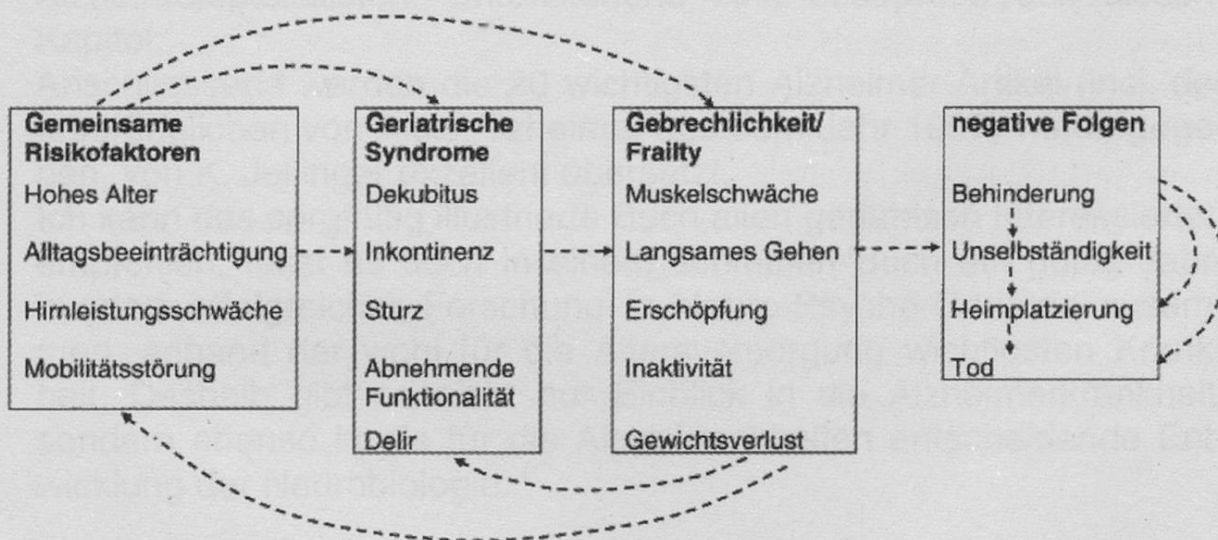 Gemeinsame
Risikofaktoren
Hohes Alter
Alltagsbeeinträchtigung
Hirnleistungsschwäche
Mobilitätsstörung
Geriatrische
Syndrome
Dekubitus
Inkontinenz
Sturz
Abnehmende
Funktionalität
Delir
Gebrechlichkeit/
Frailty
Muskelschwäche
Langsames Gehen
Erschöpfung
Inaktivität
Gewichtsverlust
negative Folgen
Behinderung
Unselbständigkeit
Heimplatzierung
Tod